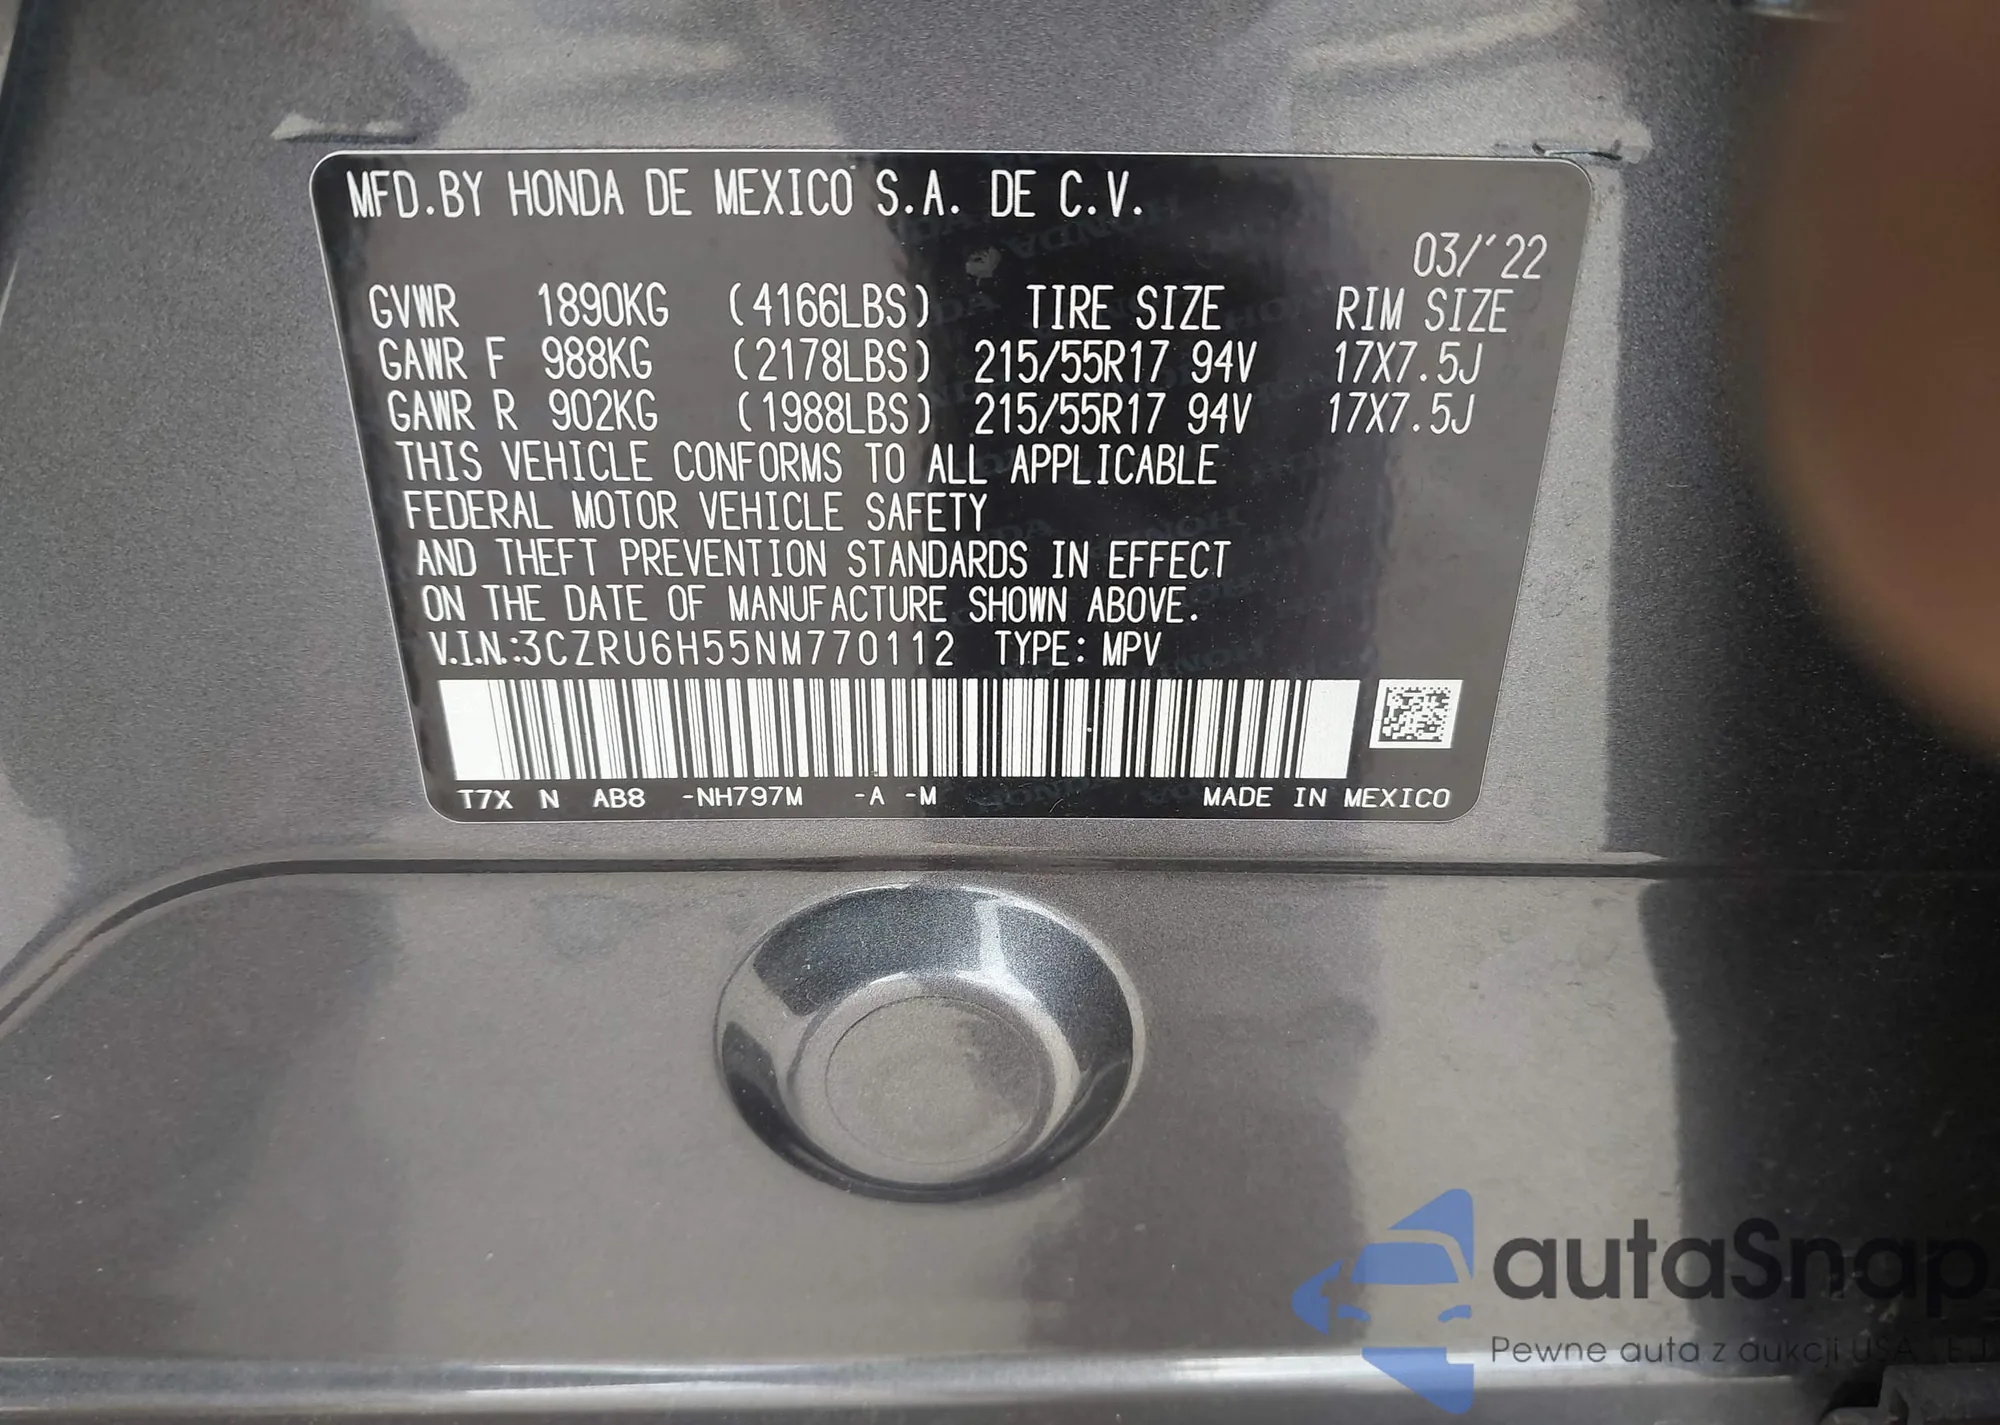 MFD.BY HONDA DE MEXICO S.A. DE C.V.
03/'22
GVWR 1890KG (4166LBS) TIRE SIZE RIM SIZE
GAWR F 988KG (2178LBS) 215/55R17 94V 17X7.5J
GAWR R 902KG (1988LBS) 215/55R17 94V 17X7.5J
THIS VEHICLE CONFORMS TO ALL APPLICABLE
FEDERAL MOTOR VEHICLE SAFETY
AND THEFT PREVENTION STANDARDS IN EFFECT
ON THE DATE OF MANUFACTURE SHOWN ABOVE.
V.I.N.:3CZRU6H55NM770112 TYPE: MPV
T7X N AB8 -NH797M -A -M MADE IN MEXICO
autaSnap
Pewne auta z aukcji USA